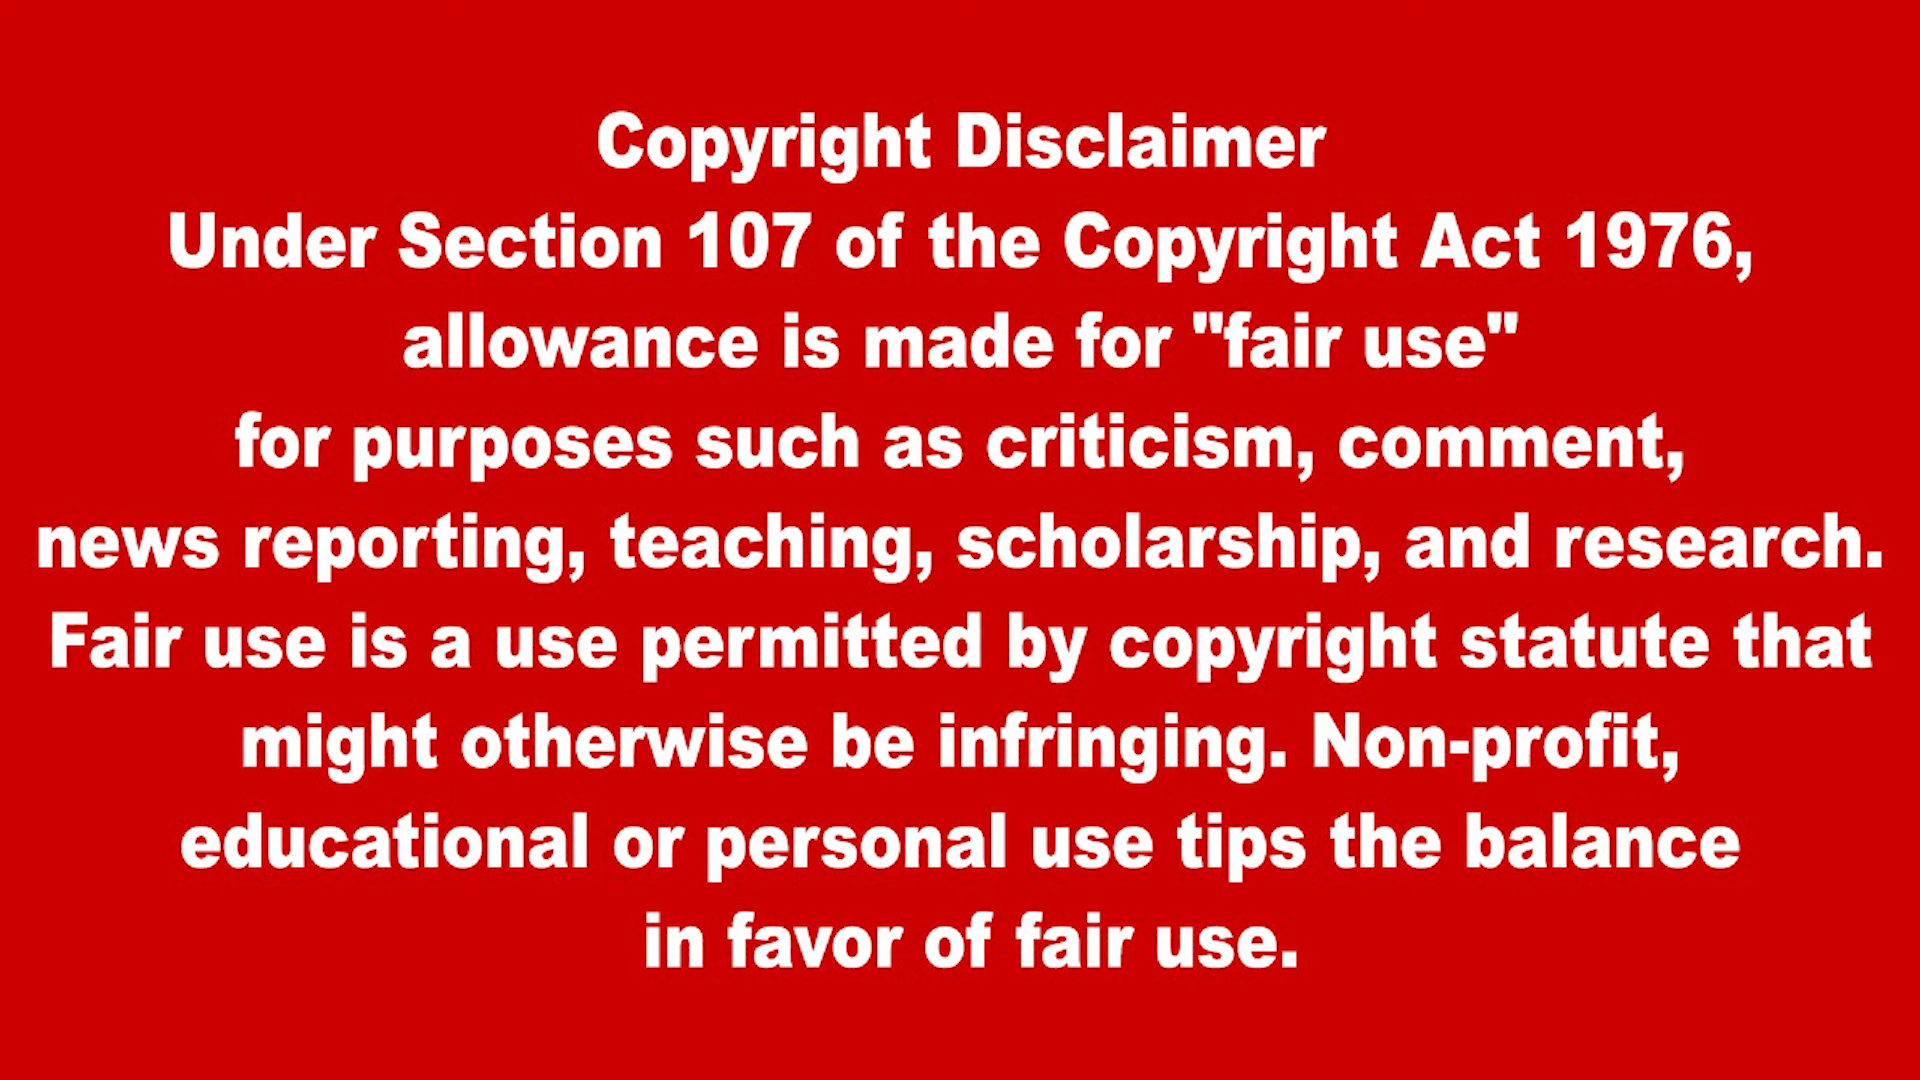 Copyright Disclaimer
Under Section 107 of the Copyright Act 1976,
allowance is made for "fair use"
for purposes such as criticism, comment,
news reporting, teaching, scholarship, and research.
Fair use is a use permitted by copyright statute that
might otherwise be infringing. Non-profit,
educational or personal use tips the balance
in favor of fair use.